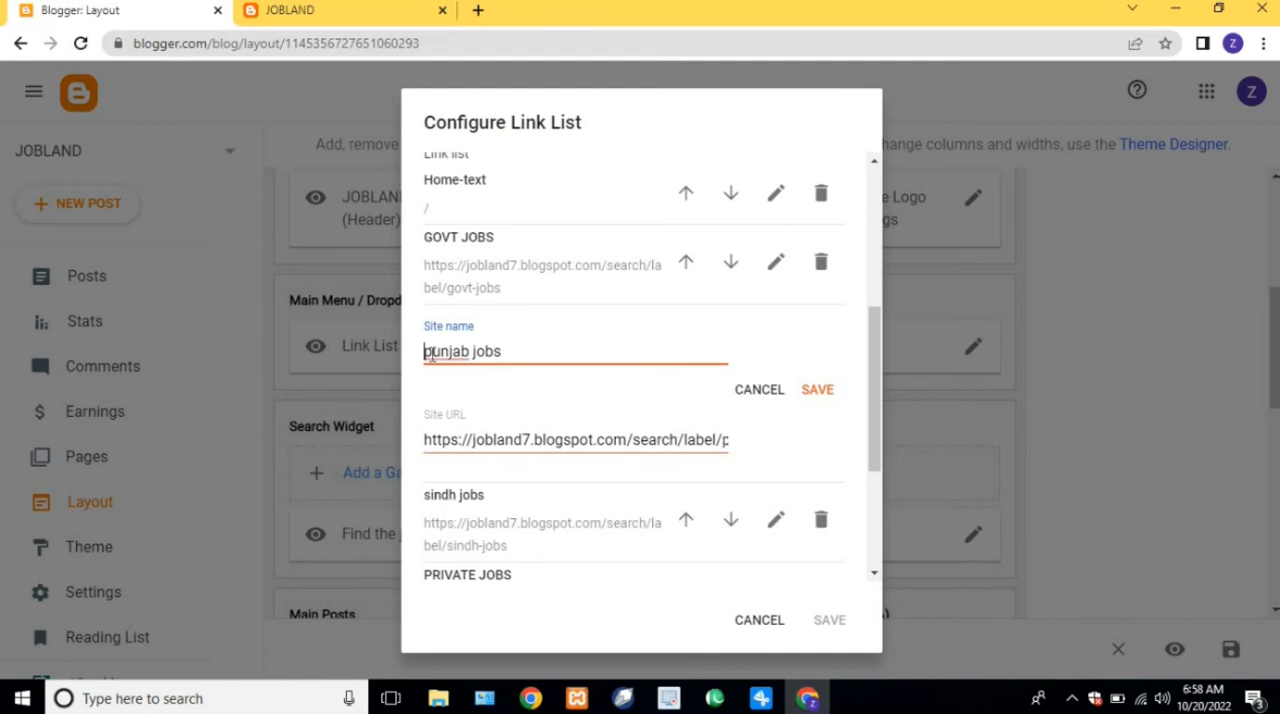 Blogger: Layout
JOBLAND
blogger.com/blog/layout/1145356727651060293
Z
Z
JOBLAND
NEW POST
Posts
Stats
Comments
Earnings
Pages
Layout
Theme
Settings
Reading List
Add, remove
hange columns and widths, use the Theme Designer.
JOBLAN
(Header)
e Logo
gs
Main Menu / Dropd
Link List
Search Widget
Add a Ga
Find the j
Main Posts
Configure Link List
Link list
Home-text
/
GOVT JOBS
https://jobland7.blogspot.com/search/la
bel/govt-jobs
Site name
punjab jobs
CANCEL SAVE
Site URL
https://jobland7.blogspot.com/search/label/p
sindh jobs
https://jobland7.blogspot.com/search/la
bel/sindh-jobs
PRIVATE JOBS
CANCEL SAVE
Type here to search
6:58 AM
10/20/2022
3